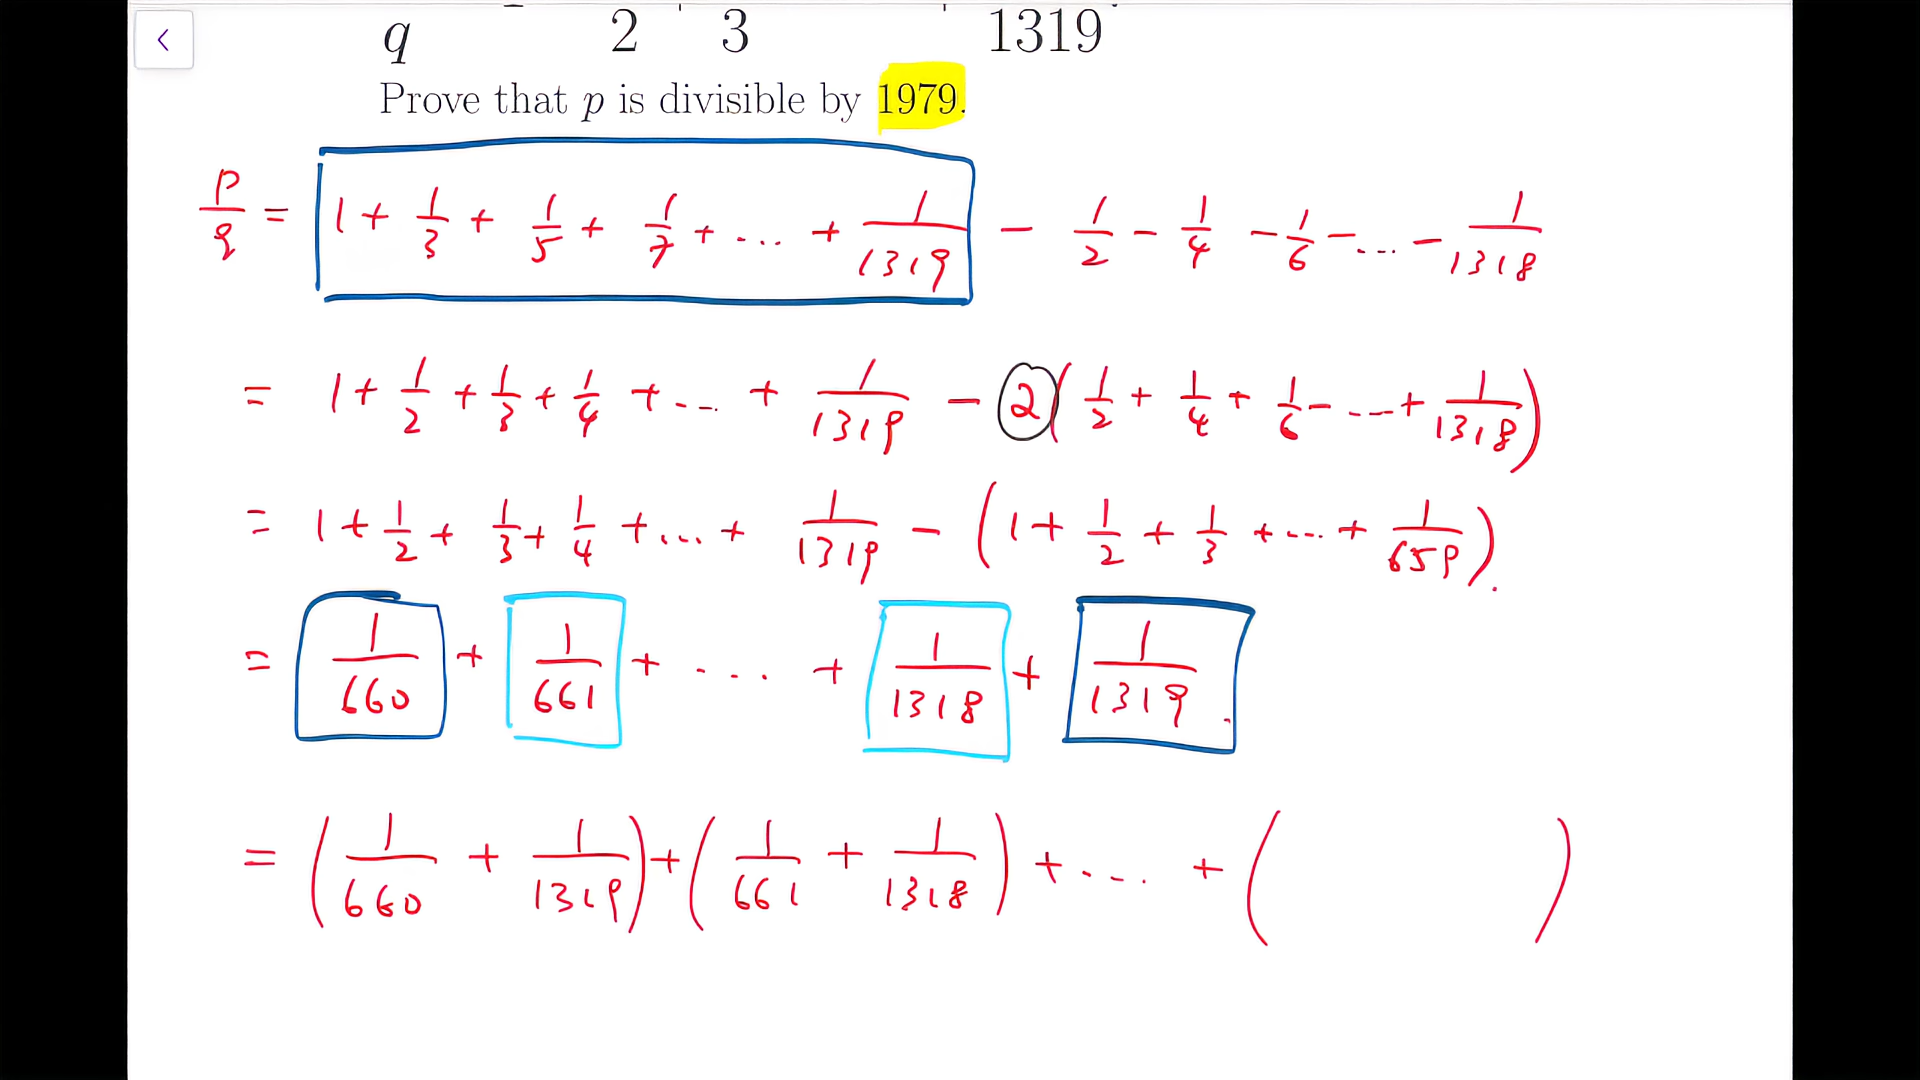 q 2 3 1319
Prove that p is divisible by 1979.
p/q = 1 + 1/3 + 1/5 + 1/7 + ... + 1/1319 - 1/2 - 1/4 - 1/6 - ... - 1/1318
= 1 + 1/2 + 1/3 + 1/4 + ... + 1/1319 - 2(1/2 + 1/4 + 1/6 - ... + 1/1318)
= 1 + 1/2 + 1/3 + 1/4 + ... + 1/1319 - (1 + 1/2 + 1/3 + ... + 1/659).
= 1/660 + 1/661 + ... + 1/1318 + 1/1319.
= (1/660 + 1/1319) + (1/661 + 1/1318) + ... + ( )